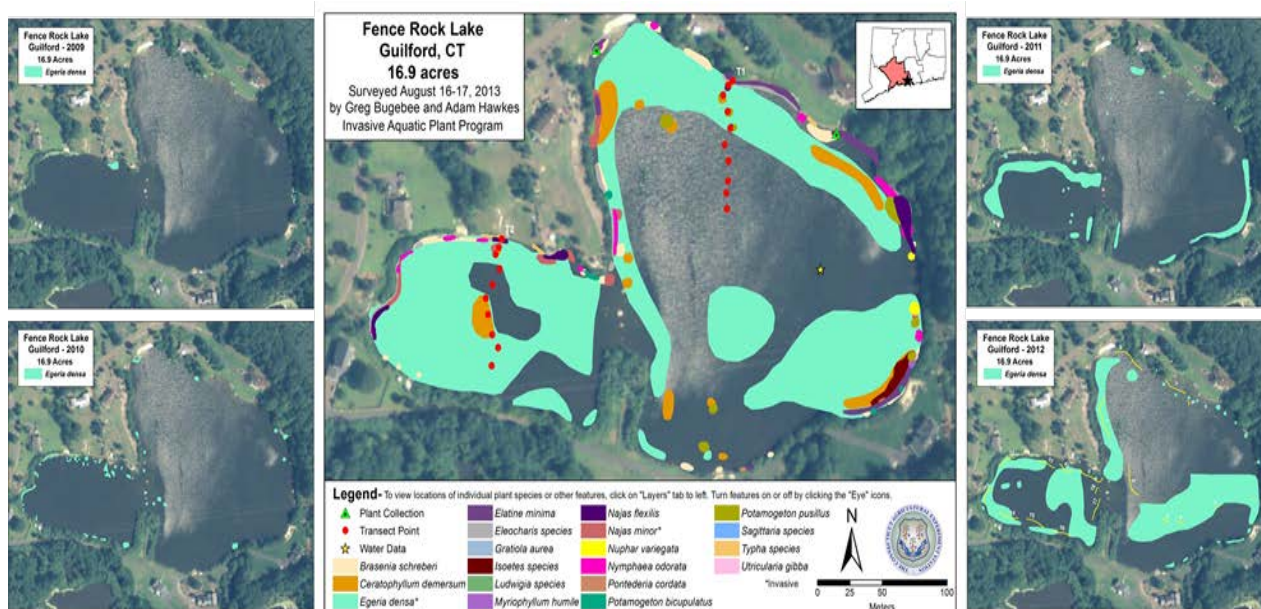 Fence Rock Lake
Guilford - 2009
16.9 Acres
Egeria densa
Fence Rock Lake
Guilford - 2010
16.9 Acres
Egeria densa
Fence Rock Lake
Guilford, CT
16.9 acres
Surveyed August 16-17, 2013
by Greg Bugebee and Adam Hawkes
Invasive Aquatic Plant Program
T1
T2
Legend- To view locations of individual plant species or other features, click on "Layers" tab to left. Turn features on or off by clicking the "Eye" icons.
Plant Collection
Transect Point
Water Data
Brasenia schreberi
Ceratophyllum demersum
Egeria densa*
Elatine minima
Eleocharis species
Gratiola aurea
Isoetes species
Ludwigia species
Myriophyllum humile
Najas flexilis
Najas minor*
Nuphar variegata
Nymphaea odorata
Pontederia cordata
Potamogeton bicupulatus
Potamogeton pusillus
Sagittaria species
Typha species
Utricularia gibba
*Invasive
N
0 25 50 100
Meters
Fence Rock Lake
Guilford - 2011
16.9 Acres
Egeria densa
Fence Rock Lake
Guilford - 2012
16.9 Acres
Egeria densa